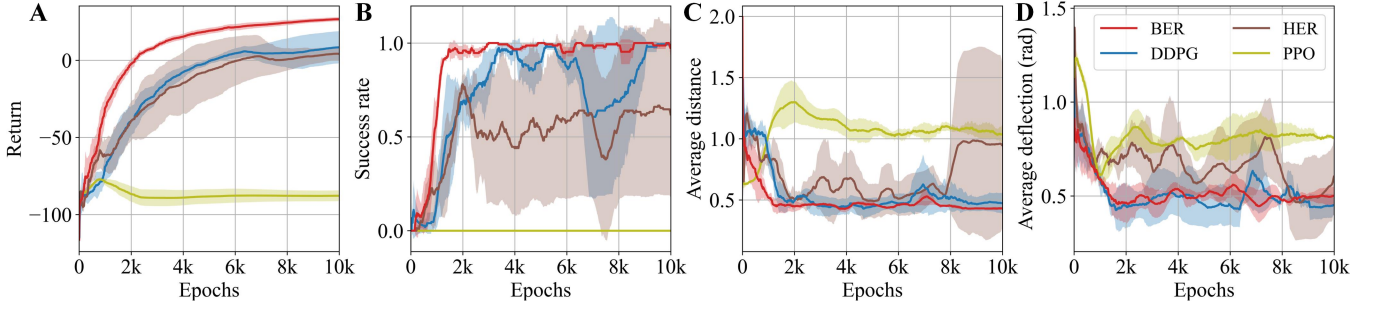 A
Return
0
−50
−100
0 2k 4k 6k 8k 10k
Epochs
B
Success rate
1.0
0.5
0.0
0 2k 4k 6k 8k 10k
Epochs
C
Average distance
2.0
1.5
1.0
0.5
0 2k 4k 6k 8k 10k
Epochs
D
Average deflection (rad)
1.5
1.0
0.5
BER HER
DDPG PPO
0 2k 4k 6k 8k 10k
Epochs